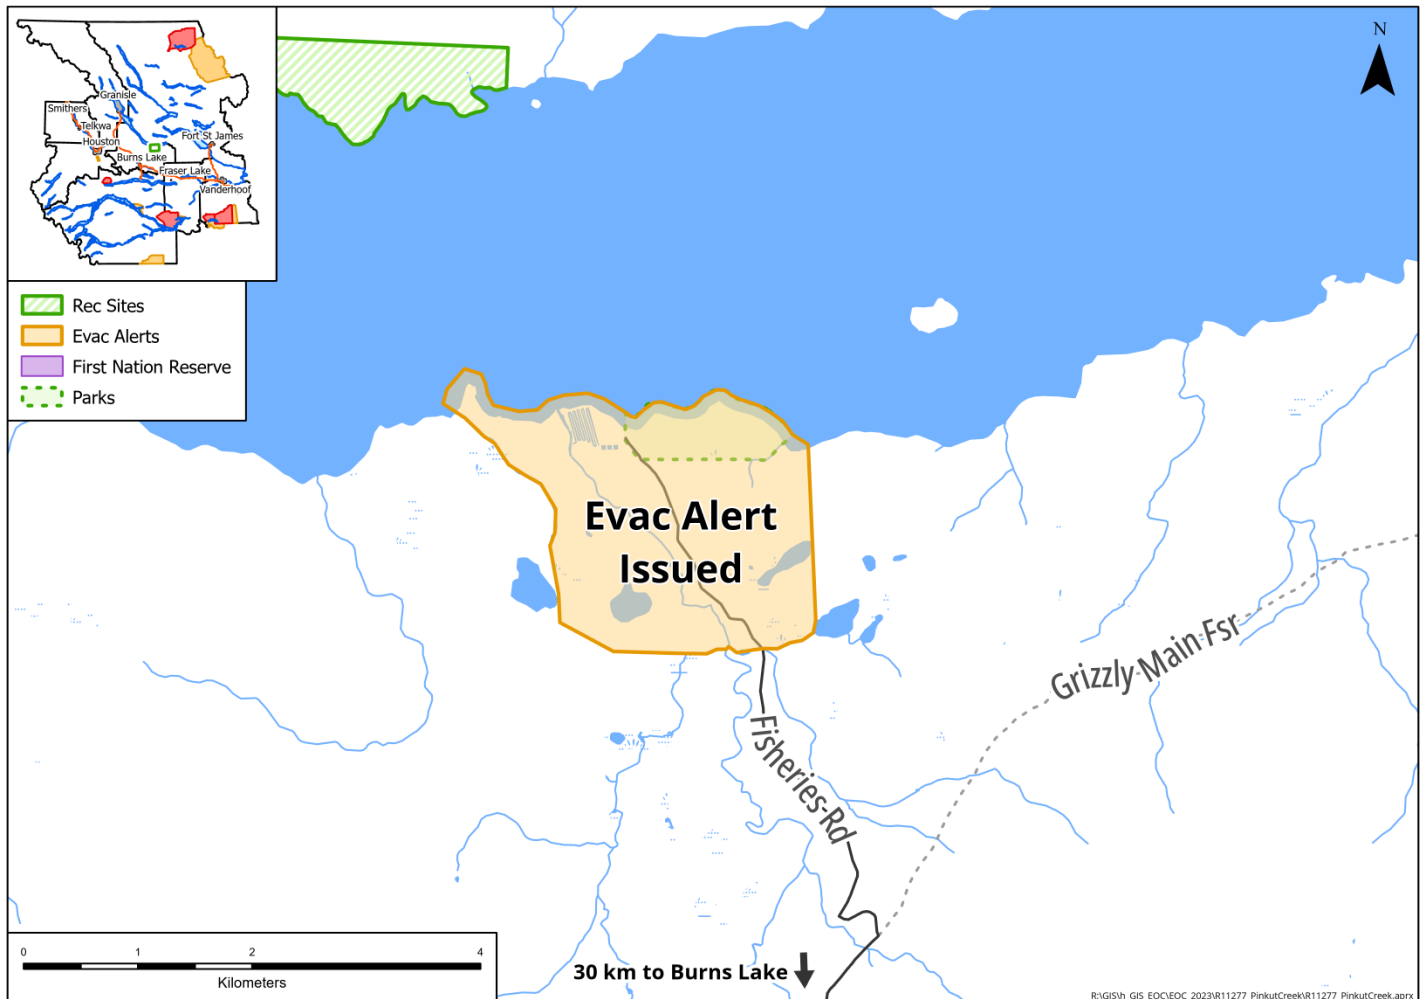 N
Granisle
Smithers
Telkwa
Houston
Fort St James
Burns Lake
Fraser Lake
Vanderhoof
Rec Sites
Evac Alerts
First Nation Reserve
Parks
Evac Alert
Issued
Grizzly Main Fsr
Fisheries Rd
0 1 2 4
Kilometers
30 km to Burns Lake
R:\GIS\h_GIS_EOC\EOC_2023\R11277_PinkutCreek\R11277_PinkutCreek.aprx